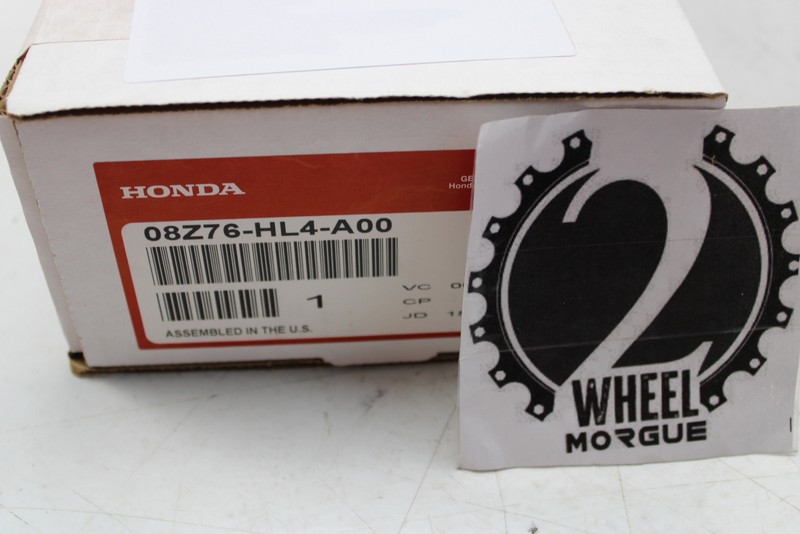 HONDA
08Z76-HL4-A00
1
VC
CP
JD
ASSEMBLED IN THE U.S.
2
WHEEL
MORGUE